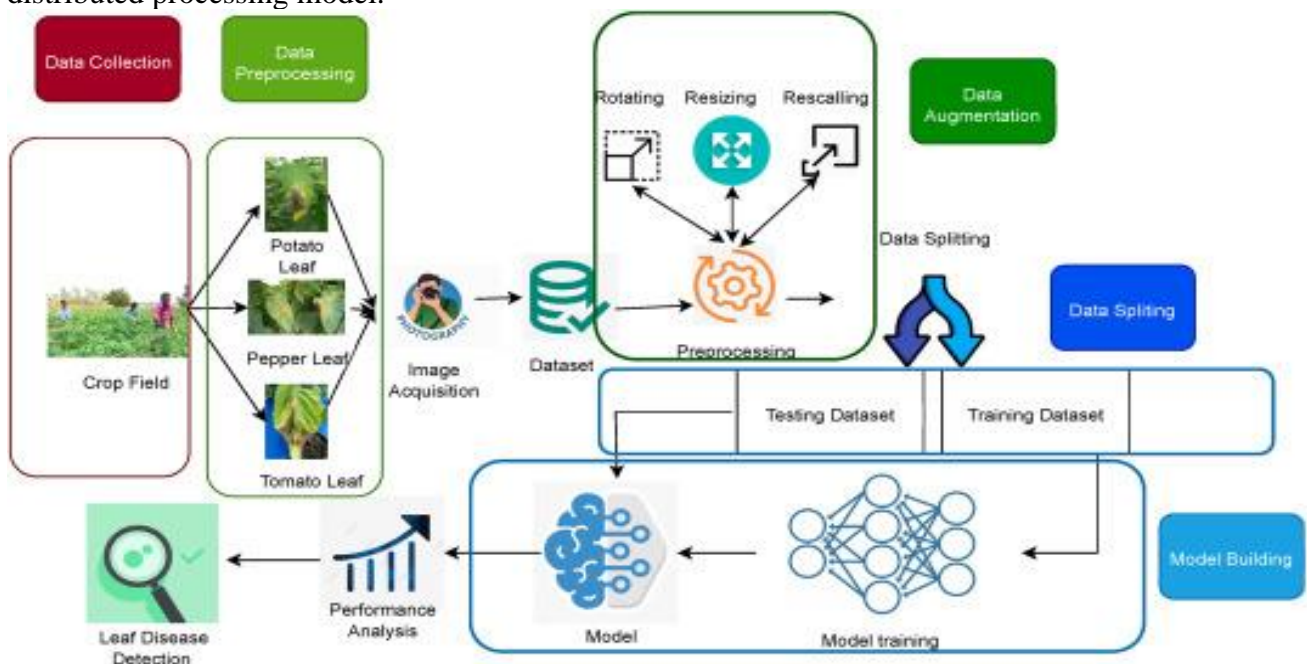 distributed processing model.
Data Collection
Data
Preprocessing
Rotating
Resizing
Rescalling
Data
Augmentation
Potato
Leaf
Pepper Leaf
Tomato Leaf
Crop Field
PHOTOGRAPHY
Image
Acquisition
Dataset
Preprocessing
Data Splitting
Data Spliting
Testing Dataset
Training Dataset
Model Building
Model training
Model
Performance
Analysis
Leaf Disease
Detection